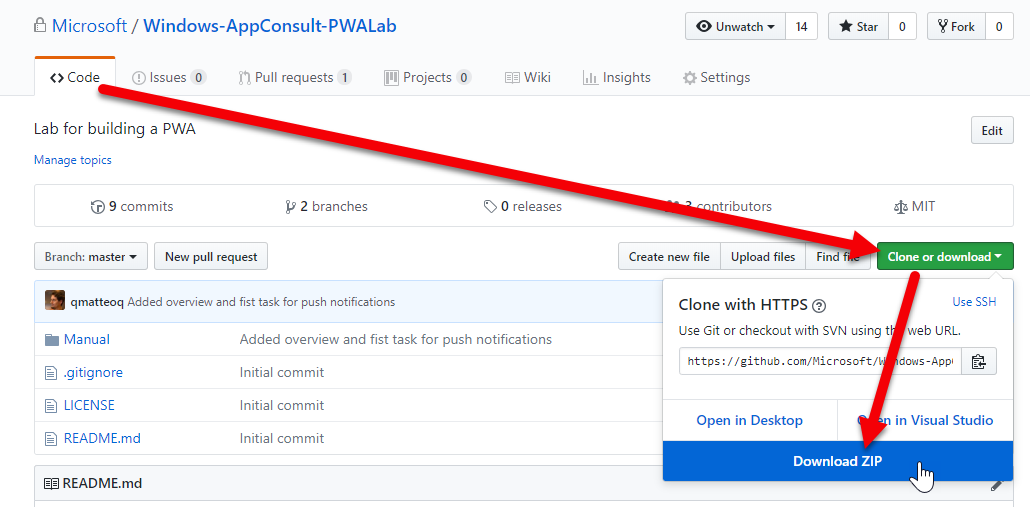 Microsoft / Windows-AppConsult-PWALab
Unwatch 14 Star 0 Fork 0
Code Issues 0 Pull requests 1 Projects 0 Wiki Insights Settings
Lab for building a PWA Edit
Manage topics
9 commits 2 branches 0 releases 3 contributors MIT
Branch: master New pull request Create new file Upload files Find file Clone or download
qmatteoq Added overview and fist task for push notifications
Clone with HTTPS ? Use SSH
Use Git or checkout with SVN using the web URL.
Manual Added overview and fist task for push notifications
https://github.com/Microsoft/Windows-App
.gitignore Initial commit
LICENSE Initial commit
Open in Desktop Open in Visual Studio
README.md Initial commit
Download ZIP
README.md